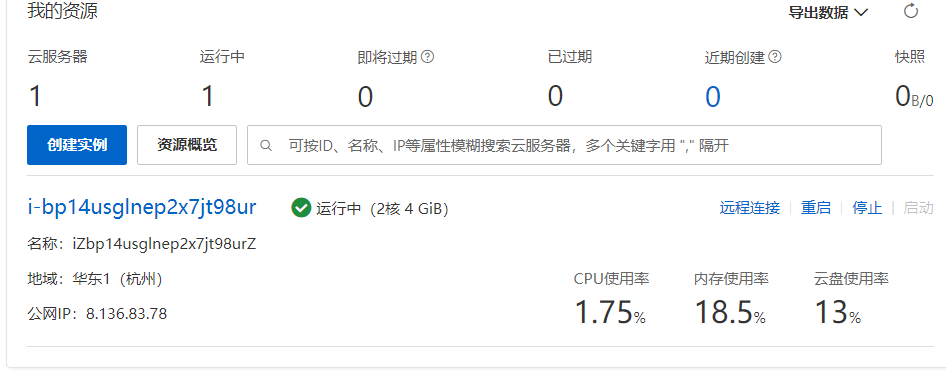 我的资源 导出数据
云服务器 运行中 即将过期 已过期 近期创建 快照
1 1 0 0 0 0B/0
创建实例 资源概览 可按ID、名称、IP等属性模糊搜索云服务器，多个关键字用 "," 隔开
i-bp14usglnep2x7jt98ur 运行中（2核 4 GiB） 远程连接 重启 停止 启动
名称：iZbp14usglnep2x7jt98urZ
地域：华东1（杭州） CPU使用率 内存使用率 云盘使用率
公网IP：8.136.83.78 1.75% 18.5% 13%